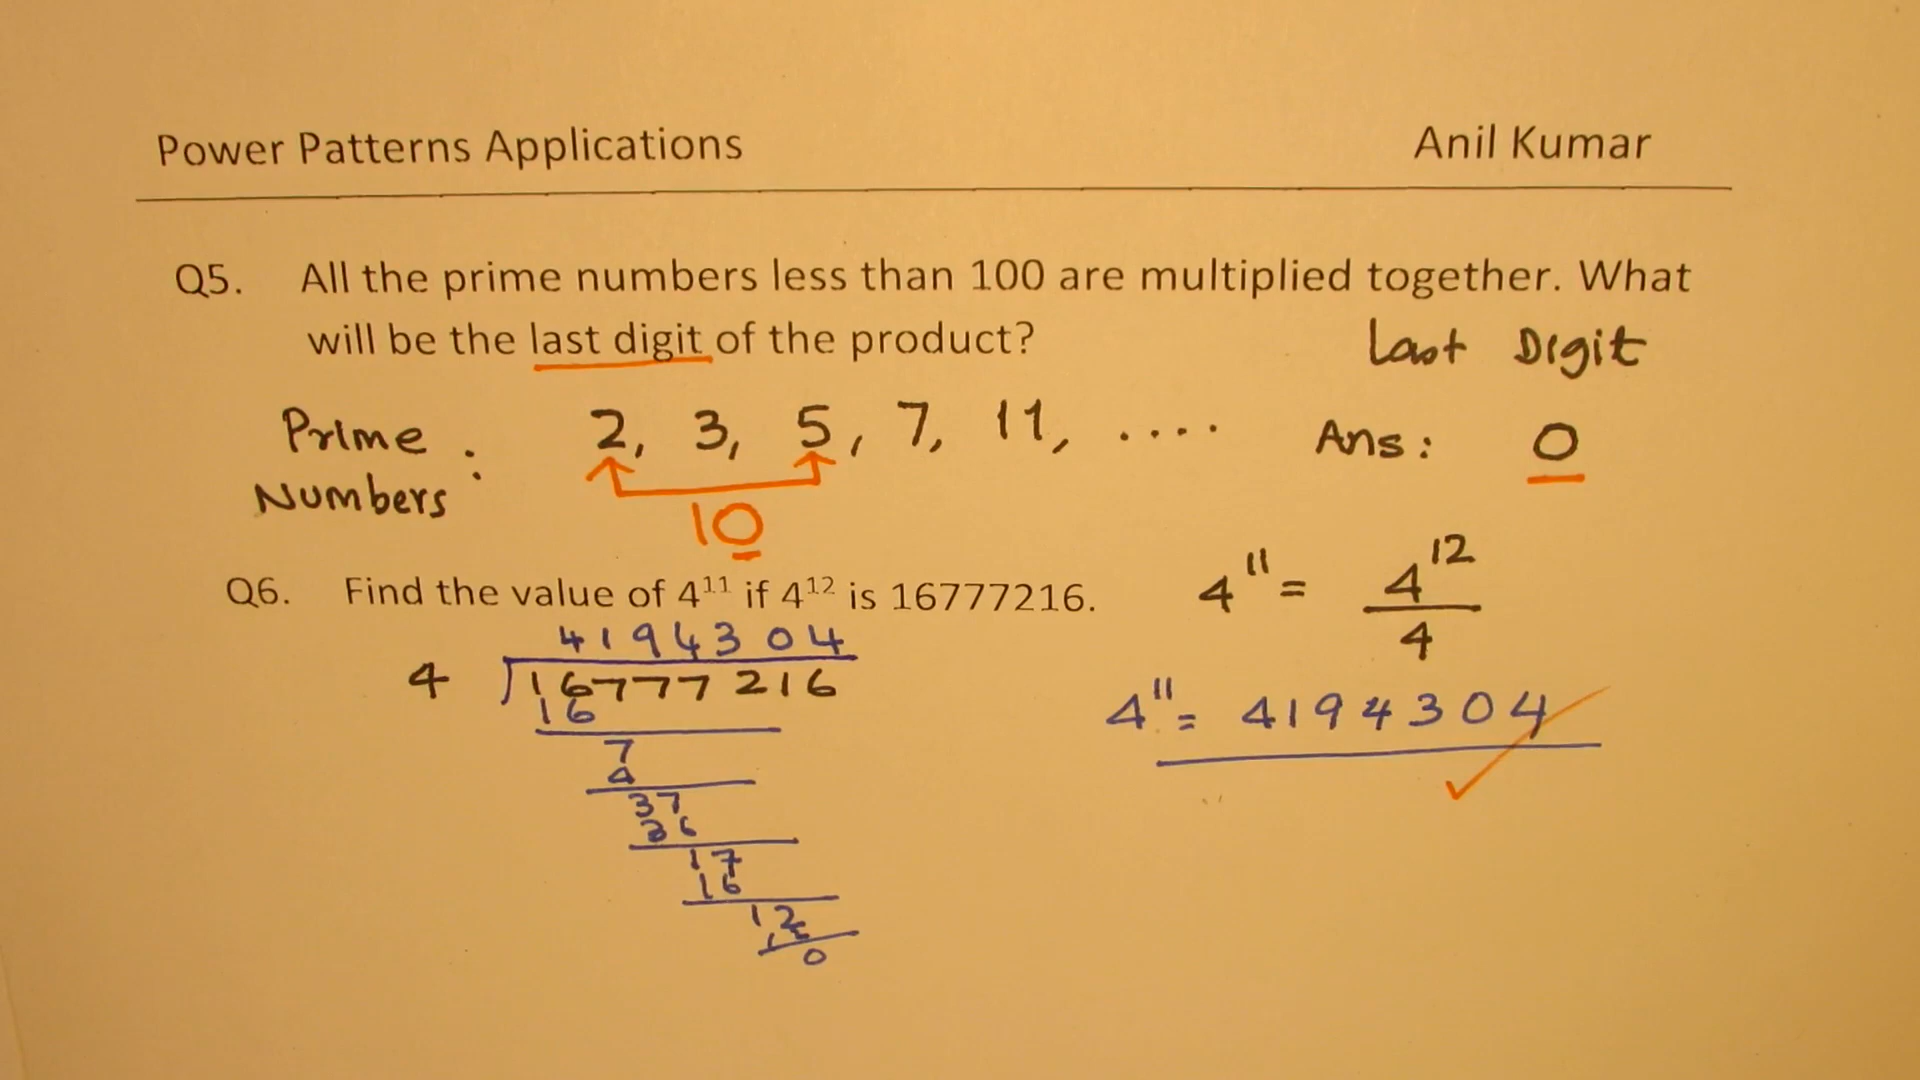 Power Patterns Applications Anil Kumar
Q5. All the prime numbers less than 100 are multiplied together. What
will be the last digit of the product?
Last Digit
Prime Numbers : 2, 3, 5, 7, 11, ....
Ans: 0
10
Q6. Find the value of 4¹¹ if 4¹² is 16777216.
4¹¹ = 4¹² / 4
4194304
4 16777216
16
7
4
37
36
17
16
12
0
4¹¹ = 4194304